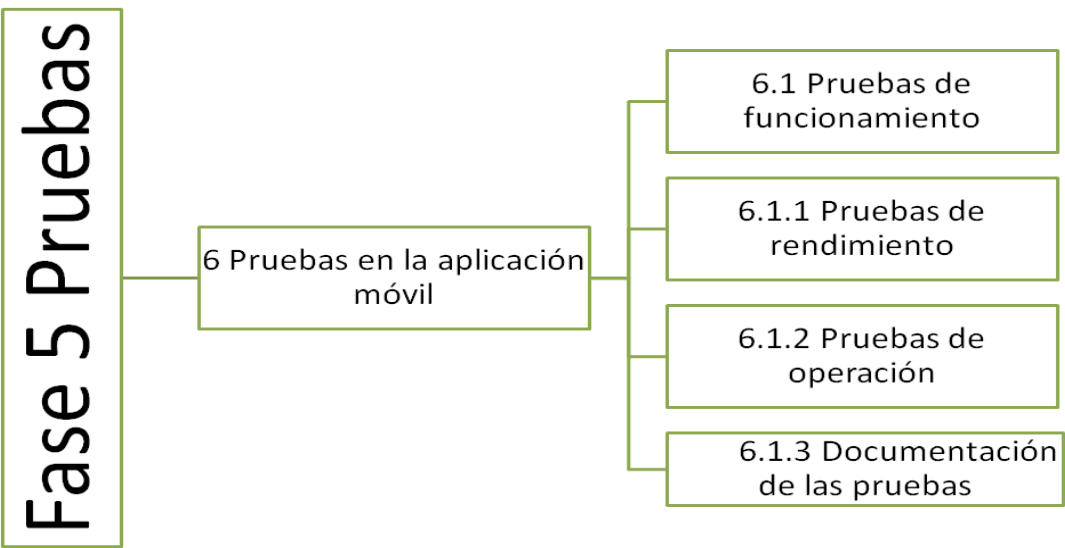 Fase 5 Pruebas
6 Pruebas en la aplicación
móvil
6.1 Pruebas de
funcionamiento
6.1.1 Pruebas de
rendimiento
6.1.2 Pruebas de
operación
6.1.3 Documentación
de las pruebas